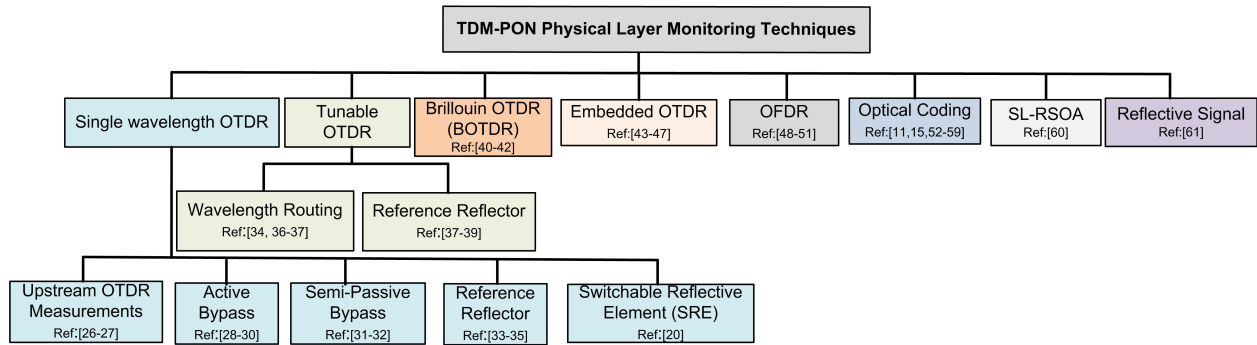 TDM-PON Physical Layer Monitoring Techniques
Single wavelength OTDR
Tunable
OTDR
Brillouin OTDR
(BOTDR)
Ref:[40-42]
Embedded OTDR
Ref:[43-47]
OFDR
Ref:[48-51]
Optical Coding
Ref:[11,15,52-59]
SL-RSOA
Ref:[60]
Reflective Signal
Ref:[61]
Wavelength Routing
Ref:[34, 36-37]
Reference Reflector
Ref:[37-39]
Upstream OTDR
Measurements
Ref:[26-27]
Active
Bypass
Ref:[28-30]
Semi-Passive
Bypass
Ref:[31-32]
Reference
Reflector
Ref:[33-35]
Switchable Reflective
Element (SRE)
Ref:[20]